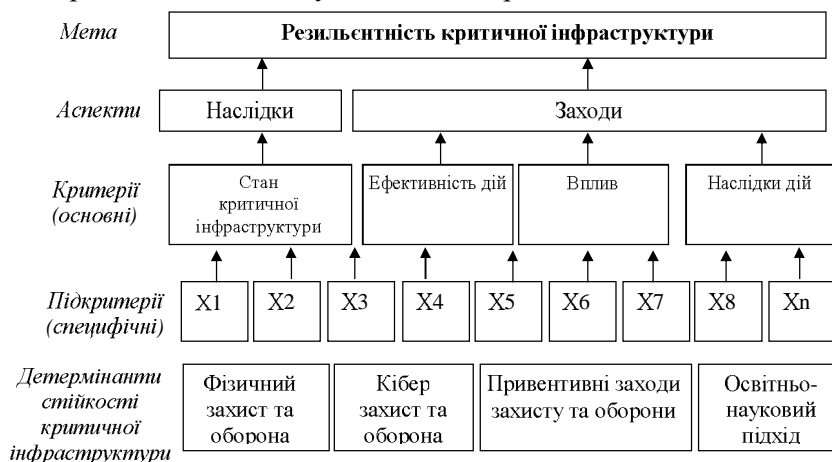 Мета
Резильєнтність критичної інфраструктури
Аспекти
Наслідки
Заходи
Критерії
(основні)
Стан
критичної
інфраструктури
Ефективність дій
Вплив
Наслідки дій
Підкритерії
(специфічні)
X1
X2
X3
X4
X5
X6
X7
X8
Xn
Детермінанти
стійкості
критичної
інфраструктури
Фізичний
захист та
оборона
Кібер
захист та
оборона
Привентивні заходи
захисту та оборони
Освітньо-
науковий
підхід